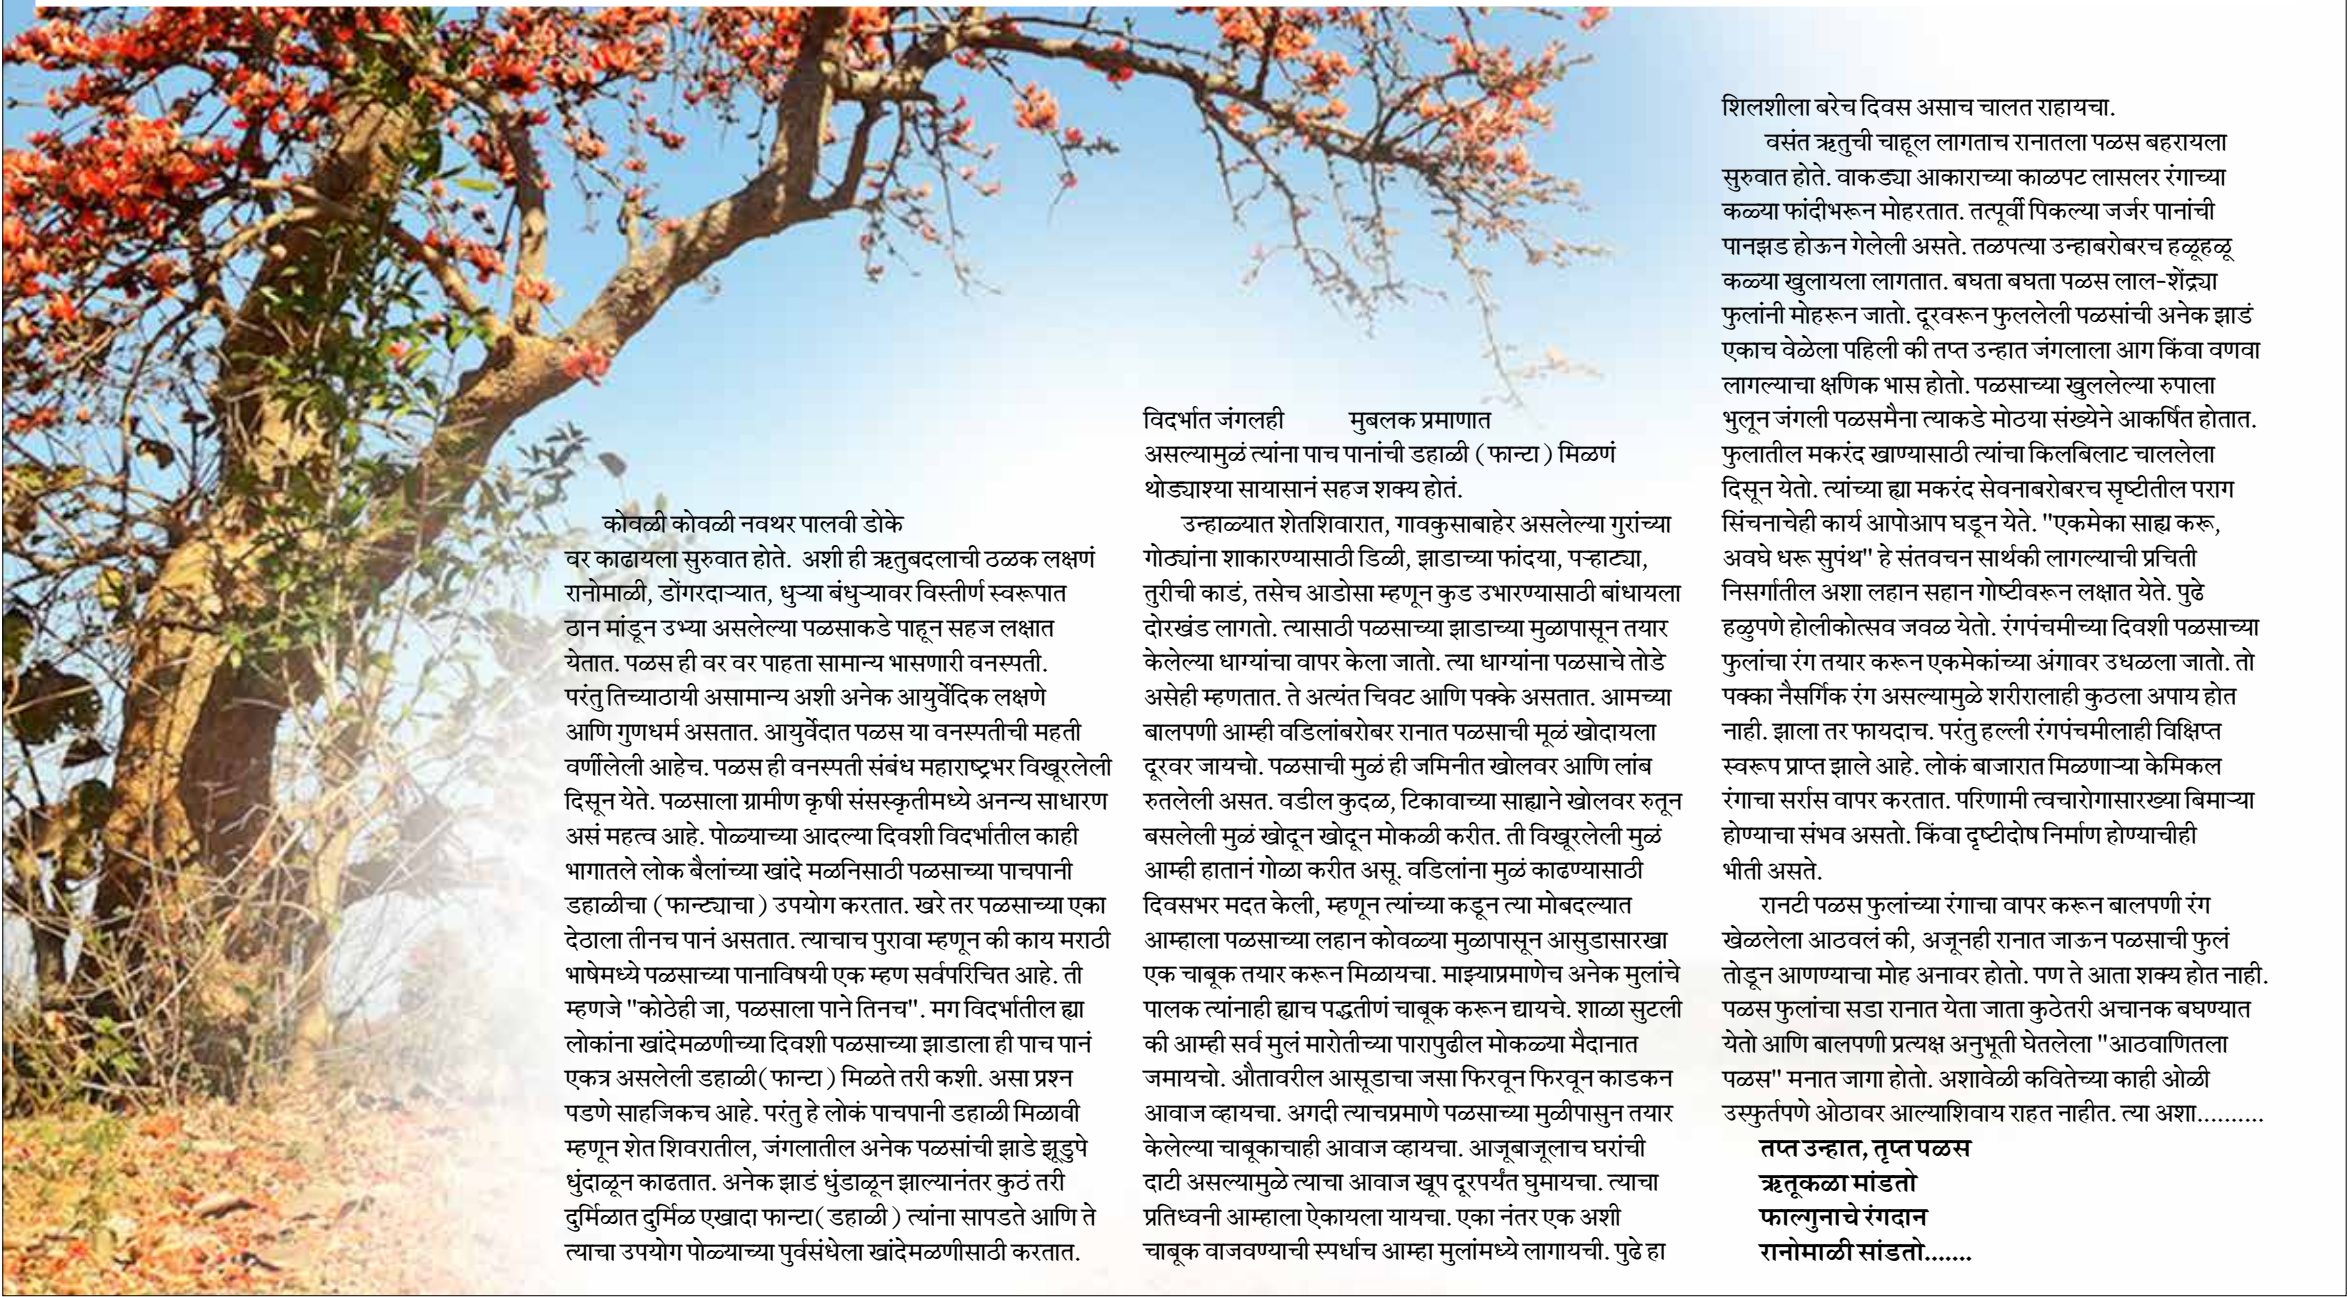 कोवळी कोवळी नवथर पालवी डोके
वर काढायला सुरुवात होते. अशी ही ऋतुबदलाची ठळक लक्षणं
रानोमाळी, डोंगरदाऱ्यात, धुऱ्या बंधुऱ्यावर विस्तीर्ण स्वरूपात
ठान मांडून उभ्या असलेल्या पळसाकडे पाहून सहज लक्षात
येतात. पळस ही वर वर पाहता सामान्य भासणारी वनस्पती.
परंतु तिच्याठायी असामान्य अशी अनेक आयुर्वेदिक लक्षणे
आणि गुणधर्म असतात. आयुर्वेदात पळस या वनस्पतीची महती
वर्णीलेली आहेच. पळस ही वनस्पती संबंध महाराष्ट्रभर विखूरलेली
दिसून येते. पळसाला ग्रामीण कृषी संसस्कृतीमध्ये अनन्य साधारण
असं महत्व आहे. पोळ्याच्या आदल्या दिवशी विदर्भातील काही
भागातले लोक बैलांच्या खांदे मळनिसाठी पळसाच्या पाचपानी
डहाळीचा ( फान्ट्याचा ) उपयोग करतात. खरे तर पळसाच्या एका
देठाला तीनच पानं असतात. त्याचाच पुरावा म्हणून की काय मराठी
भाषेमध्ये पळसाच्या पानाविषयी एक म्हण सर्वपरिचित आहे. ती
म्हणजे "कोठेही जा, पळसाला पाने तिनच". मग विदर्भातील ह्या
लोकांना खांदेमळणीच्या दिवशी पळसाच्या झाडाला ही पाच पानं
एकत्र असलेली डहाळी( फान्टा ) मिळते तरी कशी. असा प्रश्न
पडणे साहजिकच आहे. परंतु हे लोकं पाचपानी डहाळी मिळावी
म्हणून शेत शिवरातील, जंगलातील अनेक पळसांची झाडे झूडुपे
धुंदाळून काढतात. अनेक झाडं धुंडाळून झाल्यानंतर कुठं तरी
दुर्मिळात दुर्मिळ एखादा फान्टा( डहाळी ) त्यांना सापडते आणि ते
त्याचा उपयोग पोळ्याच्या पुर्वसंधेला खांदेमळणीसाठी करतात.
विदर्भात जंगलही मुबलक प्रमाणात
असल्यामुळं त्यांना पाच पानांची डहाळी ( फान्टा ) मिळणं
थोड्याश्या सायासानं सहज शक्य होतं.
उन्हाळ्यात शेतशिवारात, गावकुसाबाहेर असलेल्या गुरांच्या
गोठ्यांना शाकारण्यासाठी डिळी, झाडाच्या फांदया, पऱ्हाट्या,
तुरीची काडं, तसेच आडोसा म्हणून कुड उभारण्यासाठी बांधायला
दोरखंड लागतो. त्यासाठी पळसाच्या झाडाच्या मुळापासून तयार
केलेल्या धाग्यांचा वापर केला जातो. त्या धाग्यांना पळसाचे तोडे
असेही म्हणतात. ते अत्यंत चिवट आणि पक्के असतात. आमच्या
बालपणी आम्ही वडिलांबरोबर रानात पळसाची मूळं खोदायला
दूरवर जायचो. पळसाची मुळं ही जमिनीत खोलवर आणि लांब
रुतलेली असत. वडील कुदळ, टिकावाच्या साह्याने खोलवर रुतून
बसलेली मुळं खोदून खोदून मोकळी करीत. ती विखूरलेली मुळं
आम्ही हातानं गोळा करीत असू. वडिलांना मुळं काढण्यासाठी
दिवसभर मदत केली, म्हणून त्यांच्या कडून त्या मोबदल्यात
आम्हाला पळसाच्या लहान कोवळ्या मुळापासून आसुडासारखा
एक चाबूक तयार करून मिळायचा. माझ्याप्रमाणेच अनेक मुलांचे
पालक त्यांनाही ह्याच पद्धतीणं चाबूक करून द्यायचे. शाळा सुटली
की आम्ही सर्व मुलं मारोतीच्या पारापुढील मोकळ्या मैदानात
जमायचो. औतावरील आसूडाचा जसा फिरवून फिरवून काडकन
आवाज व्हायचा. अगदी त्याचप्रमाणे पळसाच्या मुळीपासुन तयार
केलेल्या चाबूकाचाही आवाज व्हायचा. आजूबाजूलाच घरांची
दाटी असल्यामुळे त्याचा आवाज खूप दूरपर्यंत घुमायचा. त्याचा
प्रतिध्वनी आम्हाला ऐकायला यायचा. एका नंतर एक अशी
चाबूक वाजवण्याची स्पर्धाच आम्हा मुलांमध्ये लागायची. पुढे हा
शिलशीला बरेच दिवस असाच चालत राहायचा.
वसंत ऋतुची चाहूल लागताच रानातला पळस बहरायला
सुरुवात होते. वाकड्या आकाराच्या काळपट लासलर रंगाच्या
कळ्या फांदीभरून मोहरतात. तत्पूर्वी पिकल्या जर्जर पानांची
पानझड होऊन गेलेली असते. तळपत्या उन्हाबरोबरच हळूहळू
कळ्या खुलायला लागतात. बघता बघता पळस लाल-शेंद्र्या
फुलांनी मोहरून जातो. दूरवरून फुललेली पळसांची अनेक झाडं
एकाच वेळेला पहिली की तप्त उन्हात जंगलाला आग किंवा वणवा
लागल्याचा क्षणिक भास होतो. पळसाच्या खुललेल्या रुपाला
भुलून जंगली पळसमैना त्याकडे मोठया संख्येने आकर्षित होतात.
फुलातील मकरंद खाण्यासाठी त्यांचा किलबिलाट चाललेला
दिसून येतो. त्यांच्या ह्या मकरंद सेवनाबरोबरच सृष्टीतील पराग
सिंचनाचेही कार्य आपोआप घडून येते. "एकमेका साह्य करू,
अवघे धरू सुपंथ" हे संतवचन सार्थकी लागल्याची प्रचिती
निसर्गातील अशा लहान सहान गोष्टीवरून लक्षात येते. पुढे
हळुपणे होलीकोत्सव जवळ येतो. रंगपंचमीच्या दिवशी पळसाच्या
फुलांचा रंग तयार करून एकमेकांच्या अंगावर उधळला जातो. तो
पक्का नैसर्गिक रंग असल्यामुळे शरीरालाही कुठला अपाय होत
नाही. झाला तर फायदाच. परंतु हल्ली रंगपंचमीलाही विक्षिप्त
स्वरूप प्राप्त झाले आहे. लोकं बाजारात मिळणाऱ्या केमिकल
रंगाचा सर्रास वापर करतात. परिणामी त्वचारोगासारख्या बिमाऱ्या
होण्याचा संभव असतो. किंवा दृष्टीदोष निर्माण होण्याचीही
भीती असते.
रानटी पळस फुलांच्या रंगाचा वापर करून बालपणी रंग
खेळलेला आठवलं की, अजूनही रानात जाऊन पळसाची फुलं
तोडून आणण्याचा मोह अनावर होतो. पण ते आता शक्य होत नाही.
पळस फुलांचा सडा रानात येता जाता कुठेतरी अचानक बघण्यात
येतो आणि बालपणी प्रत्यक्ष अनुभूती घेतलेला "आठवाणितला
पळस" मनात जागा होतो. अशावेळी कवितेच्या काही ओळी
उस्फुर्तपणे ओठावर आल्याशिवाय राहत नाहीत. त्या अशा..........
तप्त उन्हात, तृप्त पळस
ऋतूकळा मांडतो
फाल्गुनाचे रंगदान
रानोमाळी सांडतो.......